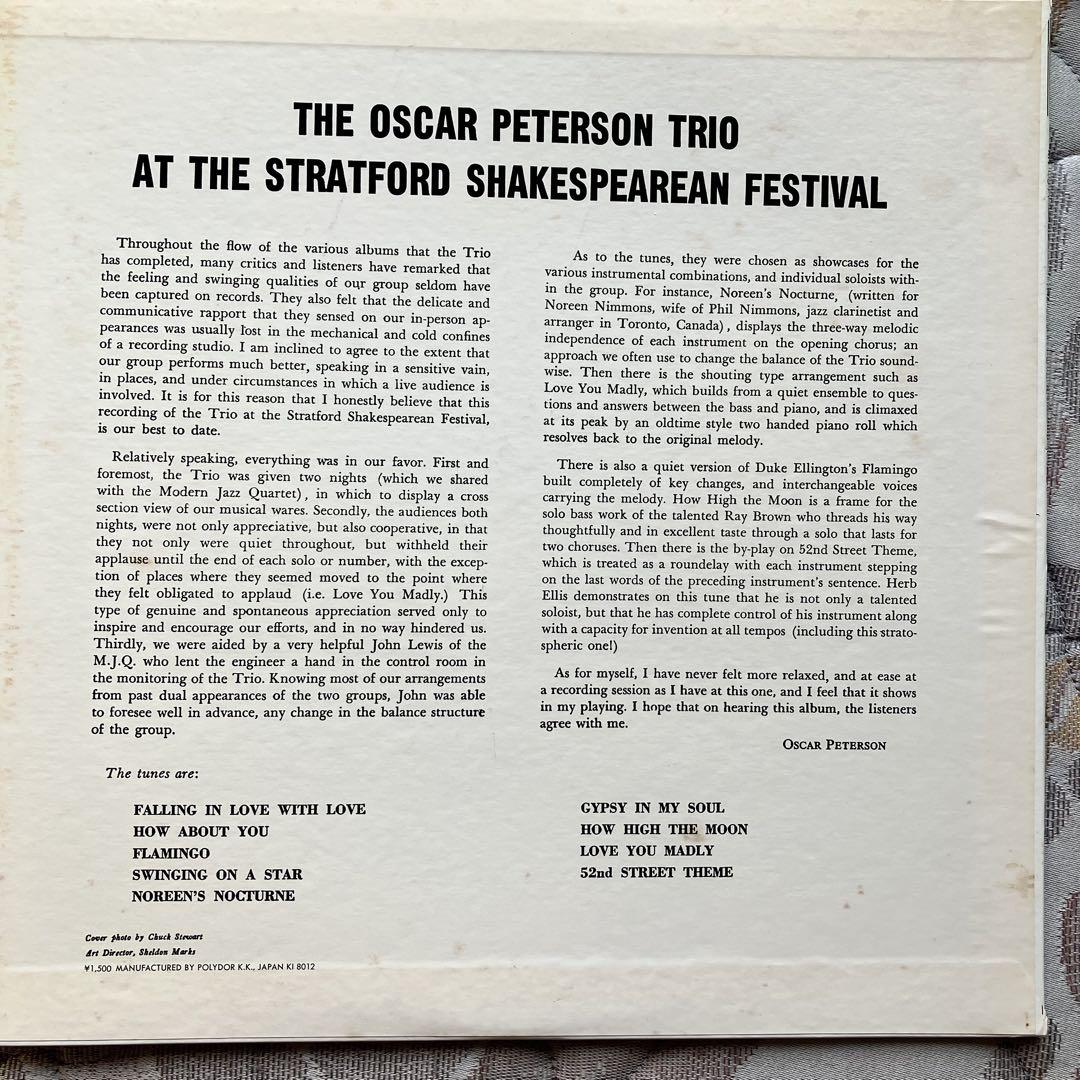 THE OSCAR PETERSON TRIO
AT THE STRATFORD SHAKESPEAREAN FESTIVAL
Throughout the flow of the various albums that the Trio
has completed, many critics and listeners have remarked that
the feeling and swinging qualities of our group seldom have
been captured on records. They also felt that the delicate and
communicative rapport that they sensed on our in-person ap-
pearances was usually lost in the mechanical and cold confines
of a recording studio. I am inclined to agree to the extent that
our group performs much better, speaking in a sensitive vain,
in places, and under circumstances in which a live audience is
involved. It is for this reason that I honestly believe that this
recording of the Trio at the Stratford Shakespearean Festival,
is our best to date.
Relatively speaking, everything was in our favor. First and
foremost, the Trio was given two nights (which we shared
with the Modern Jazz Quartet), in which to display a cross
section view of our musical wares. Secondly, the audiences both
nights, were not only appreciative, but also cooperative, in that
they not only were quiet throughout, but withheld their
applause until the end of each solo or number, with the excep-
tion of places where they seemed moved to the point where
they felt obligated to applaud (i.e. Love You Madly.) This
type of genuine and spontaneous appreciation served only to
inspire and encourage our efforts, and in no way hindered us.
Thirdly, we were aided by a very helpful John Lewis of the
M.J.Q. who lent the engineer a hand in the control room in
the monitoring of the Trio. Knowing most of our arrangements
from past dual appearances of the two groups, John was able
to foresee well in advance, any change in the balance structure
of the group.
As to the tunes, they were chosen as showcases for the
various instrumental combinations, and individual soloists with-
in the group. For instance, Noreen's Nocturne, (written for
Noreen Nimmons, wife of Phil Nimmons, jazz clarinetist and
arranger in Toronto, Canada), displays the three-way melodic
independence of each instrument on the opening chorus; an
approach we often use to change the balance of the Trio sound-
wise. Then there is the shouting type arrangement such as
Love You Madly, which builds from a quiet ensemble to ques-
tions and answers between the bass and piano, and is climaxed
at its peak by an oldtime style two handed piano roll which
resolves back to the original melody.
There is also a quiet version of Duke Ellington's Flamingo
built completely of key changes, and interchangeable voices
carrying the melody. How High the Moon is a frame for the
solo bass work of the talented Ray Brown who threads his way
thoughtfully and in excellent taste through a solo that lasts for
two choruses. Then there is the by-play on 52nd Street Theme,
which is treated as a roundelay with each instrument stepping
on the last words of the preceding instrument's sentence. Herb
Ellis demonstrates on this tune that he is not only a talented
soloist, but that he has complete control of his instrument along
with a capacity for invention at all tempos (including this strato-
spheric one!)
As for myself, I have never felt more relaxed, and at ease at
a recording session as I have at this one, and I feel that it shows
in my playing. I hope that on hearing this album, the listeners
agree with me.
OSCAR PETERSON
The tunes are:
FALLING IN LOVE WITH LOVE
HOW ABOUT YOU
FLAMINGO
SWINGING ON A STAR
NOREEN'S NOCTURNE
GYPSY IN MY SOUL
HOW HIGH THE MOON
LOVE YOU MADLY
52nd STREET THEME
Cover photo by Chuck Stewart
Art Director, Sheldon Marks
¥1,500 MANUFACTURED BY POLYDOR K.K., JAPAN KI 8012